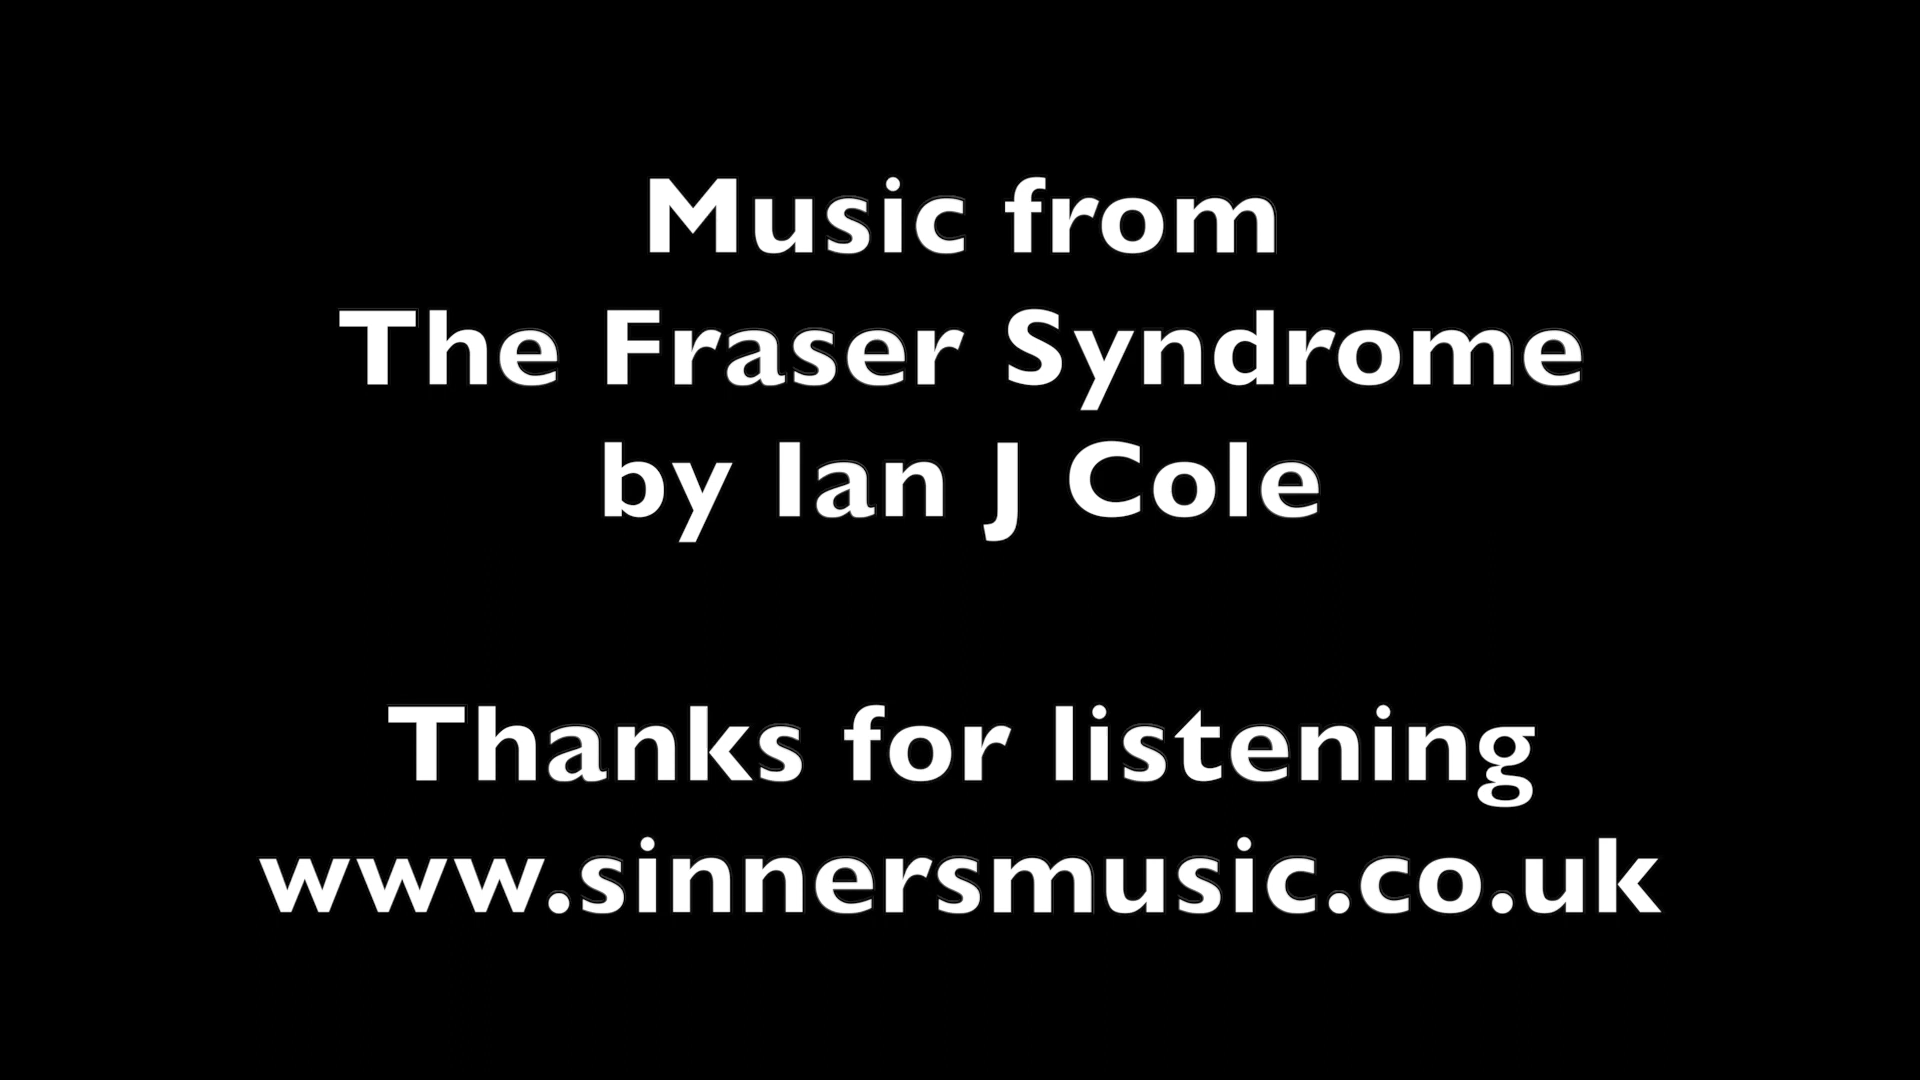 Music from
The Fraser Syndrome
by Ian J Cole
Thanks for listening
www.sinnersmusic.co.uk